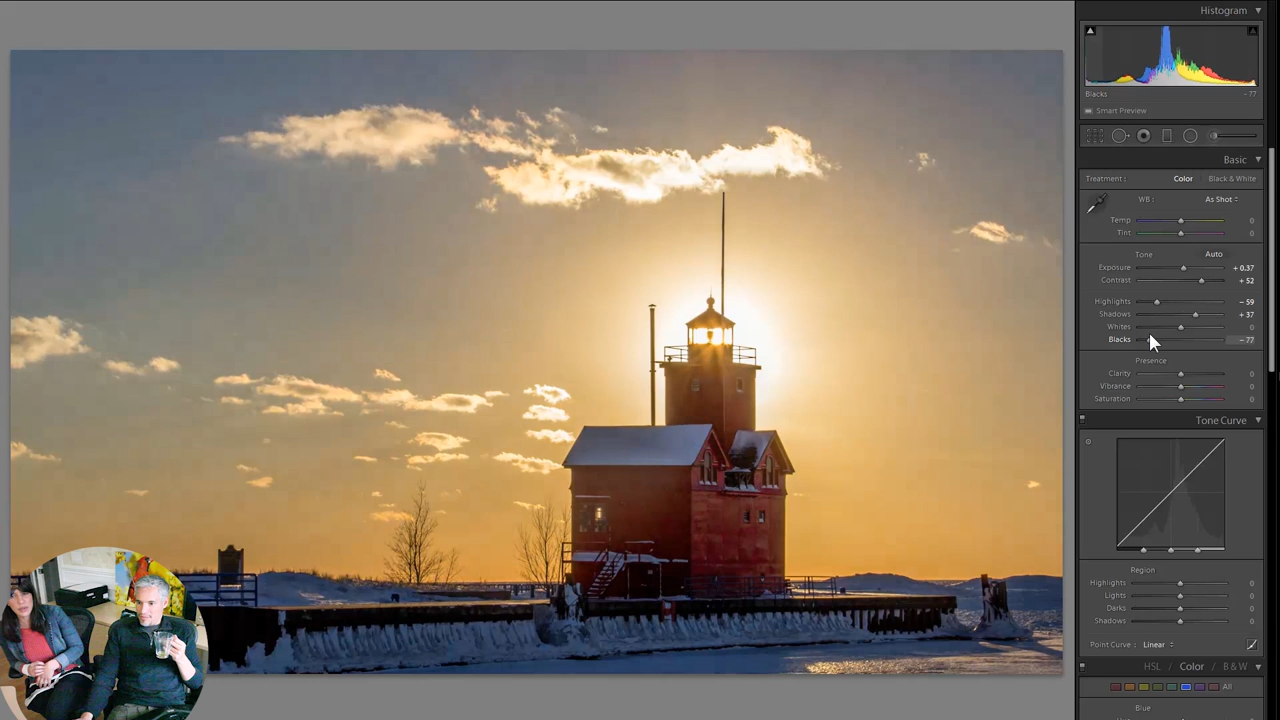 Histogram
Blacks -77
Smart Preview
Basic
Treatment: Color Black & White
WB: As Shot
Temp 0
Tint 0
Tone Auto
Exposure + 0.37
Contrast + 52
Highlights - 59
Shadows + 37
Whites 0
Blacks - 77
Presence
Clarity 0
Vibrance 0
Saturation 0
Tone Curve
Region
Highlights 0
Lights 0
Darks 0
Shadows 0
Point Curve: Linear
HSL / Color / B & W
All
Blue